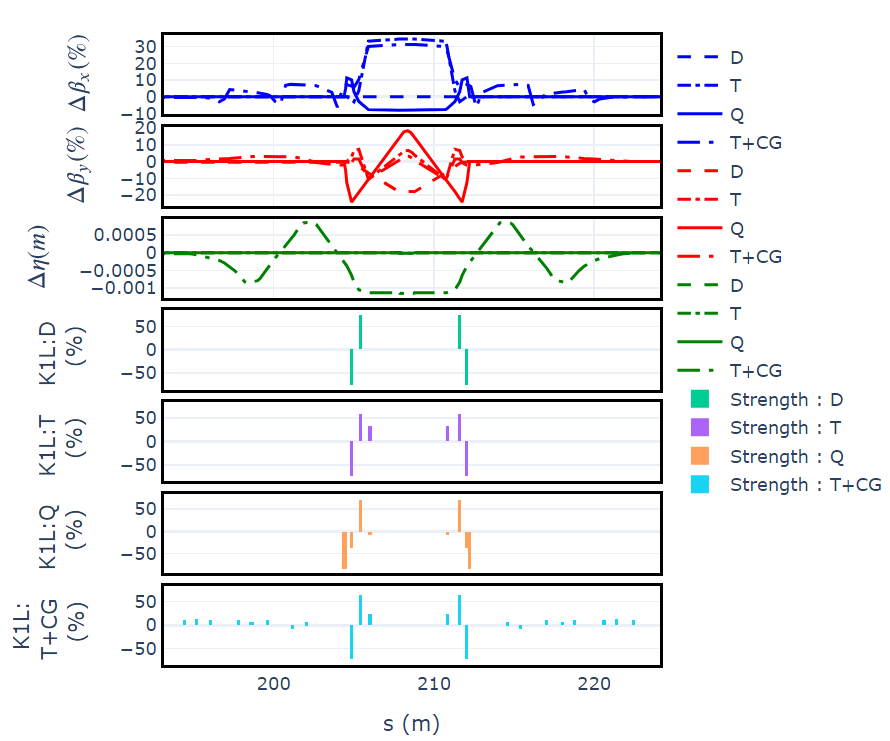 Δβx(%)
30
20
10
0
−10
Δβy(%)
20
10
0
−10
−20
Δη(m)
0.0005
0
−0.0005
−0.001
K1L:D
(%)
50
0
−50
K1L:T
(%)
50
0
−50
K1L:Q
(%)
50
0
−50
K1L:
T+CG
(%)
50
0
−50
200
210
220
s (m)
D
T
Q
T+CG
D
T
Q
T+CG
D
T
Q
T+CG
Strength : D
Strength : T
Strength : Q
Strength : T+CG